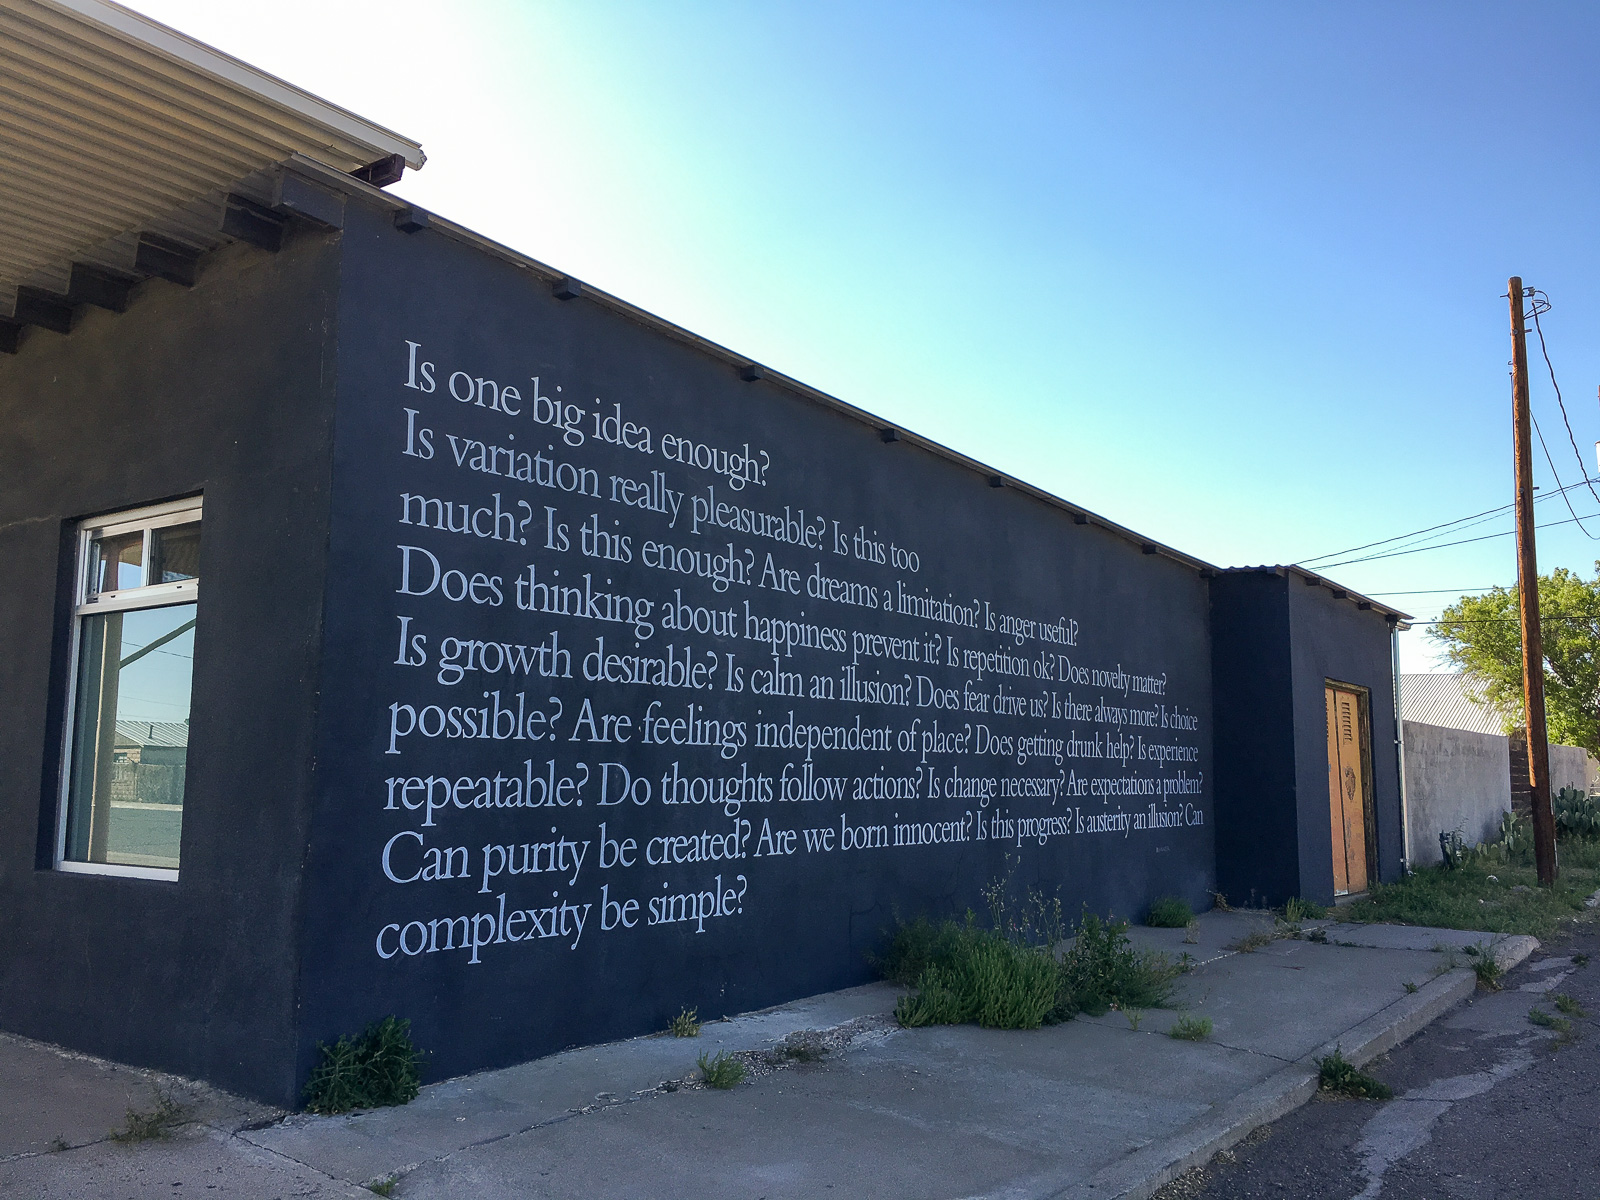 Is one big idea enough?
Is variation really pleasurable? Is this too
much? Is this enough? Are dreams a limitation? Is anger useful?
Does thinking about happiness prevent it? Is repetition ok? Does novelty matter?
Is growth desirable? Is calm an illusion? Does fear drive us? Is there always more? Is choice
possible? Are feelings independent of place? Does getting drunk help? Is experience
repeatable? Do thoughts follow actions? Is change necessary? Are expectations a problem?
Can purity be created? Are we born innocent? Is this progress? Is austerity an illusion? Can
complexity be simple?